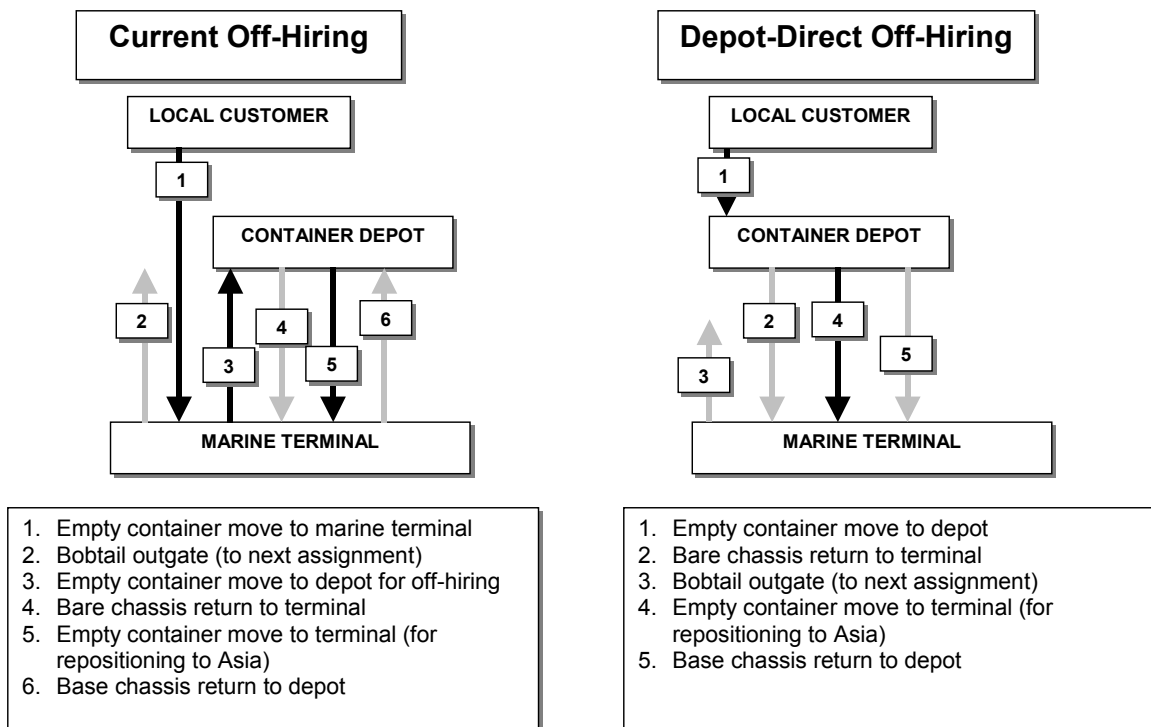 Current Off-Hiring
LOCAL CUSTOMER
1
CONTAINER DEPOT
2
3
4
5
6
MARINE TERMINAL
1. Empty container move to marine terminal
2. Bobtail outgate (to next assignment)
3. Empty container move to depot for off-hiring
4. Bare chassis return to terminal
5. Empty container move to terminal (for
repositioning to Asia)
6. Base chassis return to depot
Depot-Direct Off-Hiring
LOCAL CUSTOMER
1
CONTAINER DEPOT
2
4
5
3
MARINE TERMINAL
1. Empty container move to depot
2. Bare chassis return to terminal
3. Bobtail outgate (to next assignment)
4. Empty container move to terminal (for
repositioning to Asia)
5. Base chassis return to depot